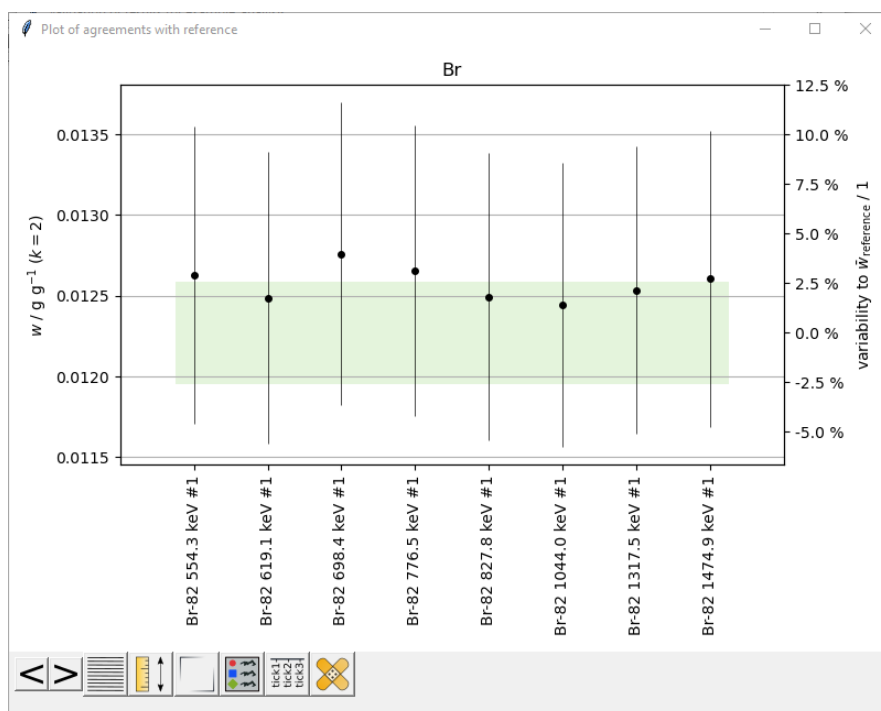 Plot of agreements with reference
Br
12.5 %
0.0135
10.0 %
7.5 %
0.0130
5.0 %
w / g g⁻¹ (k = 2)
0.0125
2.5 %
0.0%
variability to w̄reference / 1
0.0120
-2.5 %
-5.0 %
0.0115
Br-82 554.3 keV #1
Br-82 619.1 keV #1
Br-82 698.4 keV #1
Br-82 776.5 keV #1
Br-82 827.8 keV #1
Br-82 1044.0 keV #1
Br-82 1317.5 keV #1
Br-82 1474.9 keV #1
< >
tick1
tick2
tick3